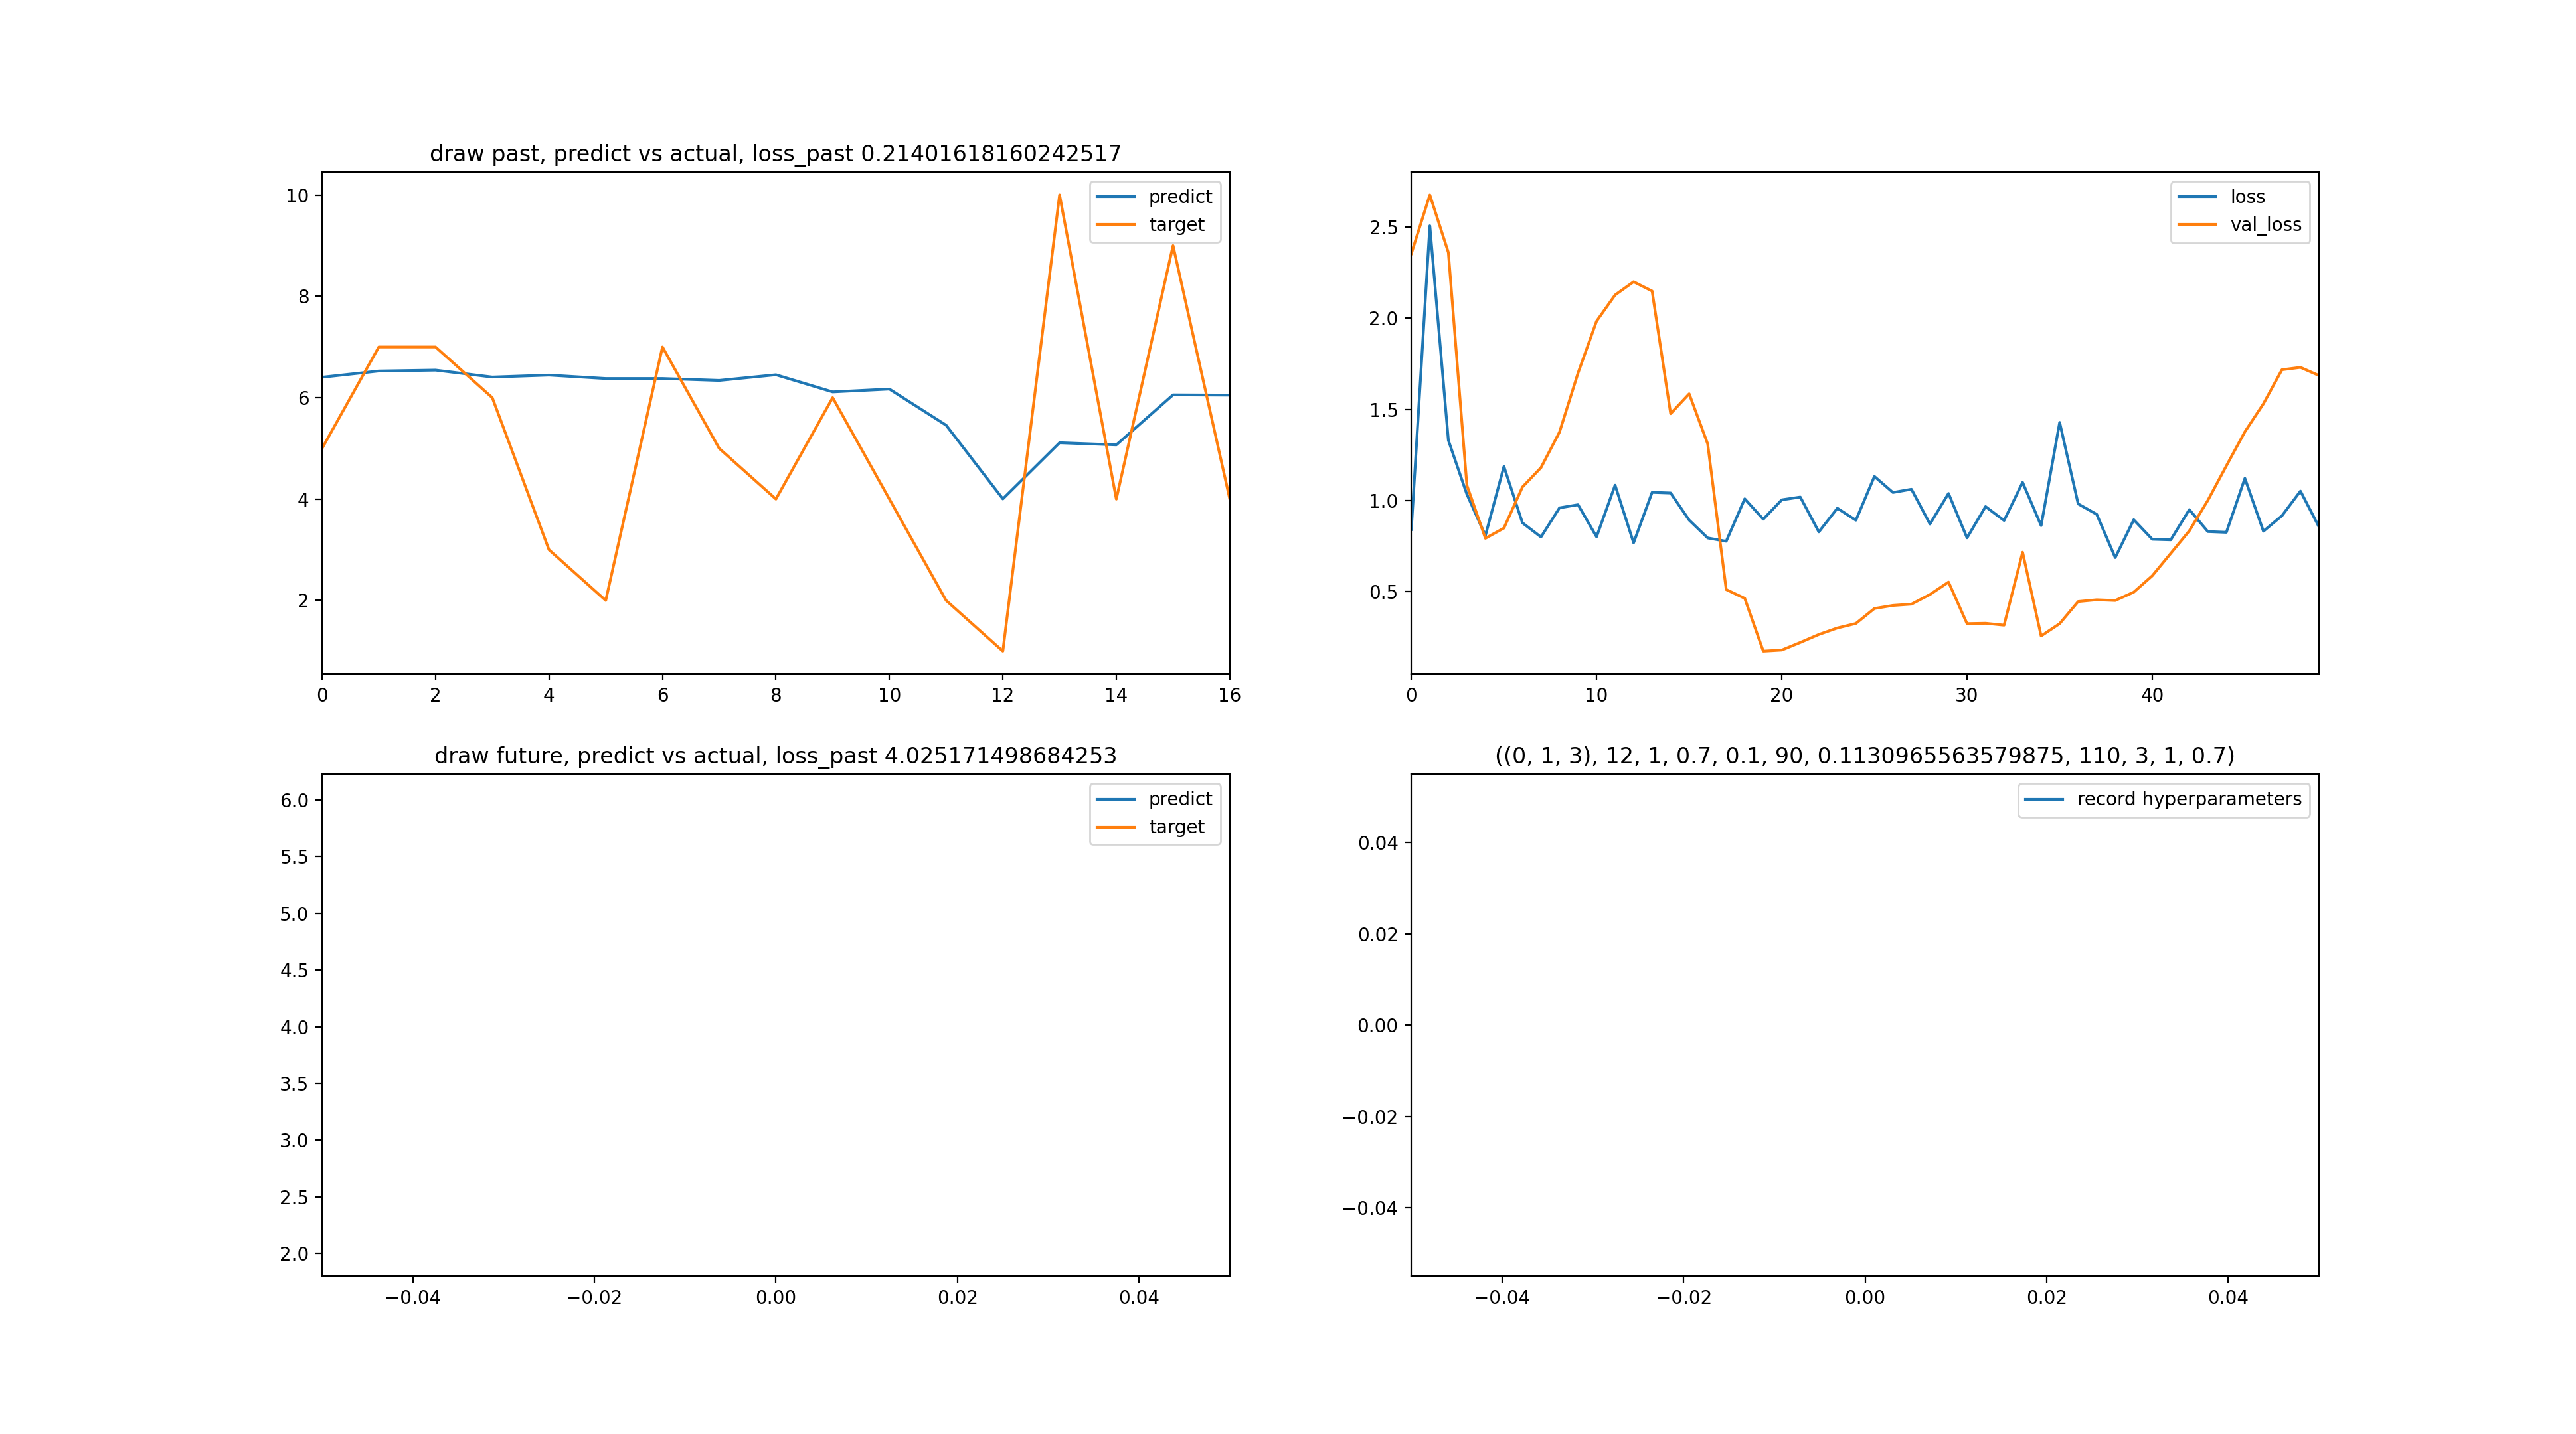 draw past, predict vs actual, loss_past 0.21401618160242517
predict
target
10
8
6
4
2
0 2 4 6 8 10 12 14 16
loss
val_loss
2.5
2.0
1.5
1.0
0.5
0 10 20 30 40
draw future, predict vs actual, loss_past 4.025171498684253
predict
target
6.0
5.5
5.0
4.5
4.0
3.5
3.0
2.5
2.0
−0.04 −0.02 0.00 0.02 0.04
((0, 1, 3), 12, 1, 0.7, 0.1, 90, 0.1130965563579875, 110, 3, 1, 0.7)
record hyperparameters
0.04
0.02
0.00
−0.02
−0.04
−0.04 −0.02 0.00 0.02 0.04